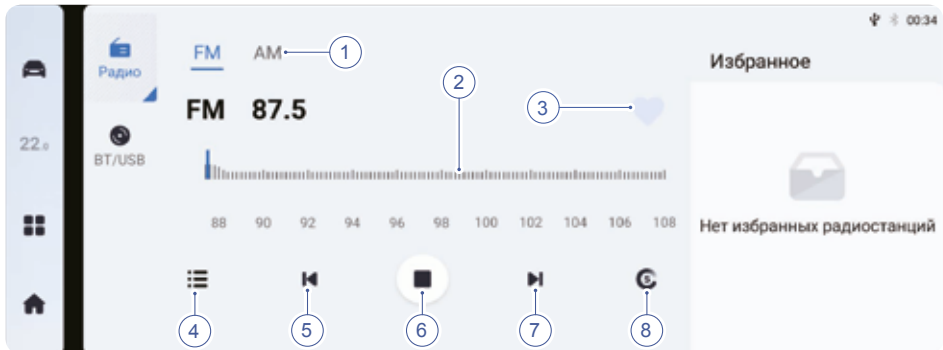 00:34
FM AM 1
Избранное
Радио
2
FM 87.5
3
22.0
BT/USB
88 90 92 94 96 98 100 102 104 106 108
Нет избранных радиостанций
S
4 5 6 7 8